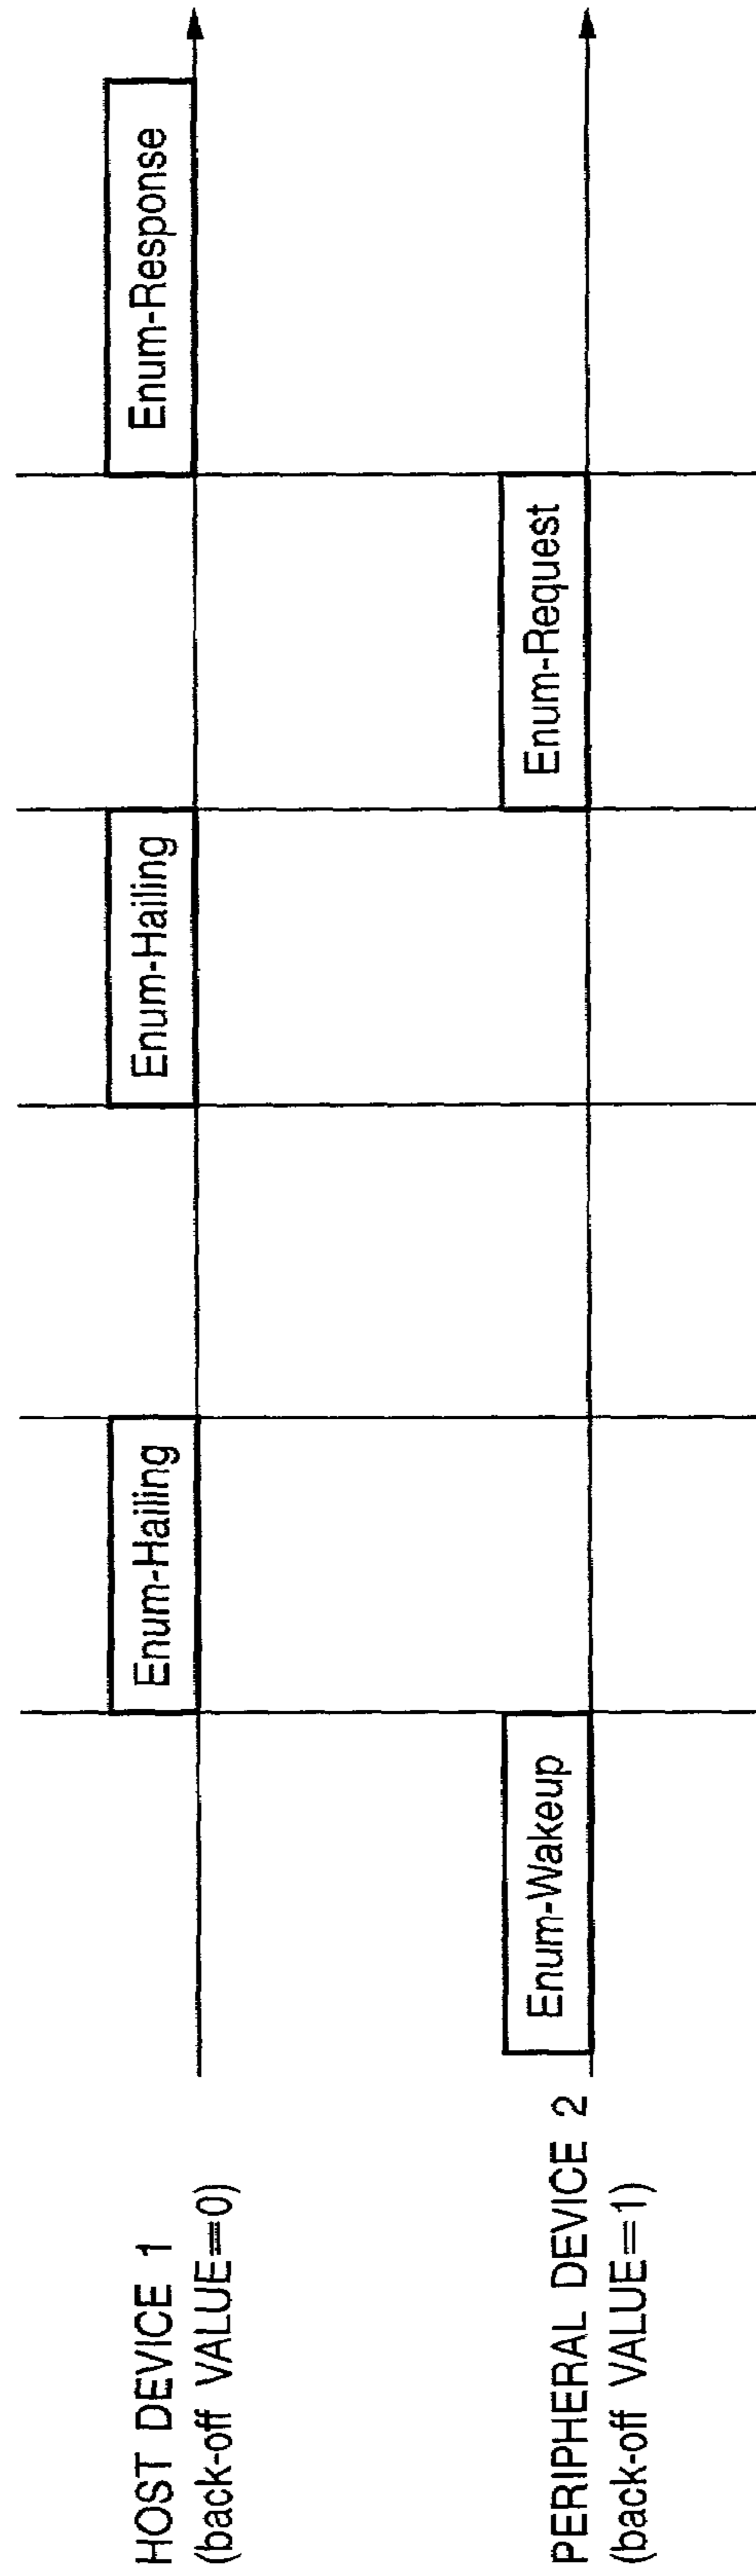 HOST DEVICE 1
(back-off VALUE=0)
Enum-Hailing
Enum-Hailing
Enum-Response
PERIPHERAL DEVICE 2
(back-off VALUE=1)
Enum-Wakeup
Enum-Request